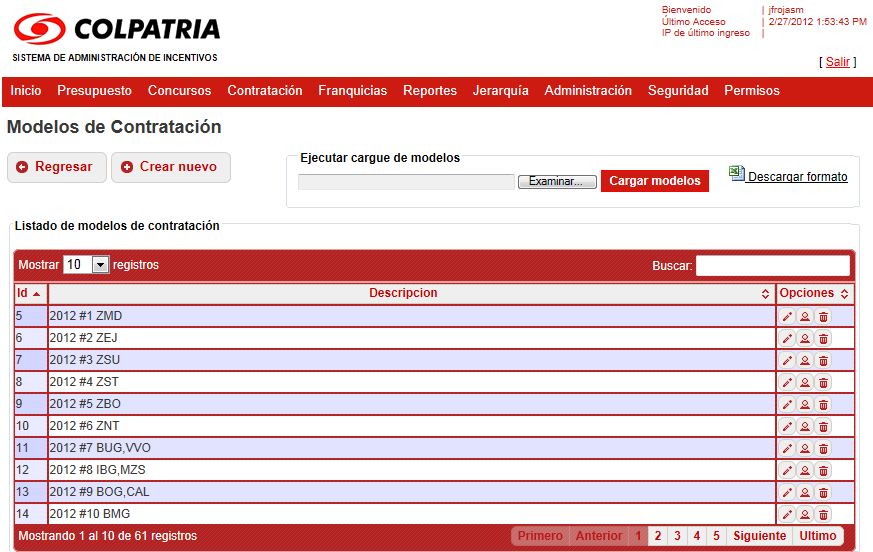 COLPATRIA
SISTEMA DE ADMINISTRACIÓN DE INCENTIVOS
Bienvenido | jfrojasm
Último Acceso | 2/27/2012 1:53:43 PM
IP de último ingreso |
[ Salir ]
Inicio Presupuesto Concursos Contratación Franquicias Reportes Jerarquía Administración Seguridad Permisos
Modelos de Contratación
Regresar Crear nuevo
Ejecutar cargue de modelos
Examinar... Cargar modelos Descargar formato
Listado de modelos de contratación
Mostrar 10 registros Buscar:
Id Descripcion Opciones
5 2012 #1 ZMD
6 2012 #2 ZEJ
7 2012 #3 ZSU
8 2012 #4 ZST
9 2012 #5 ZBO
10 2012 #6 ZNT
11 2012 #7 BUG,VVO
12 2012 #8 IBG,MZS
13 2012 #9 BOG,CAL
14 2012 #10 BMG
Mostrando 1 al 10 de 61 registros Primero Anterior 1 2 3 4 5 Siguiente Ultimo